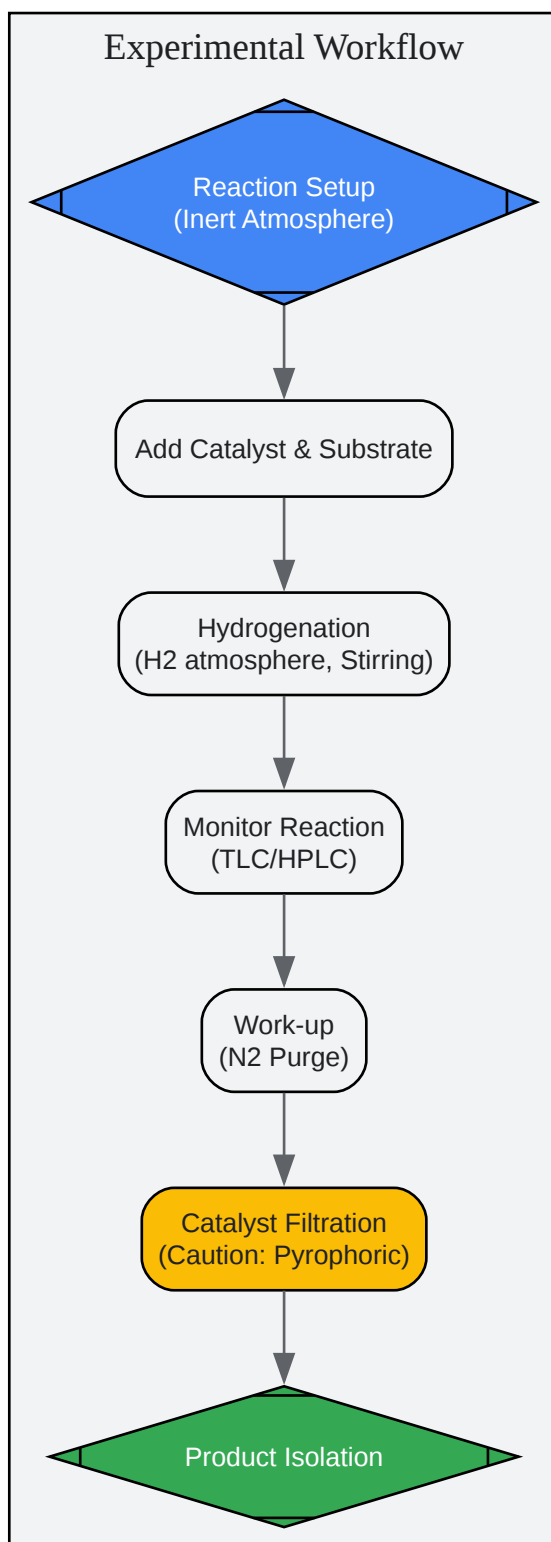 Experimental Workflow
Reaction Setup
(Inert Atmosphere)
Add Catalyst & Substrate
Hydrogenation
(H2 atmosphere, Stirring)
Monitor Reaction
(TLC/HPLC)
Work-up
(N2 Purge)
Catalyst Filtration
(Caution: Pyrophoric)
Product Isolation